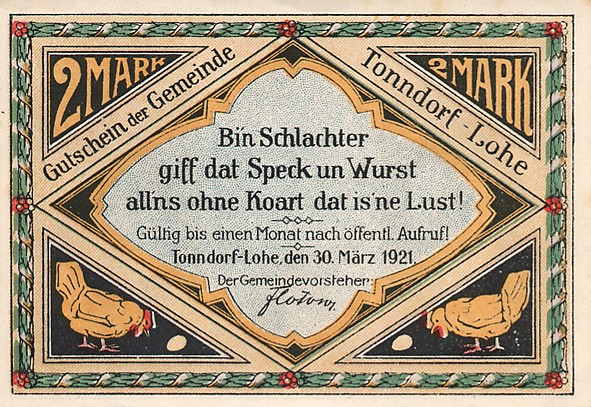 2 MARK
2 MARK
Gutschein der Gemeinde
Tonndorf-Lohe
Bin Schlachter
giff dat Speck un Wurst
allns ohne Koart dat is'ne Lust!
Gültig bis einen Monat nach öffentl. Aufruf!
Tonndorf-Lohe, den 30. März 1921.
Der Gemeindevorsteher: